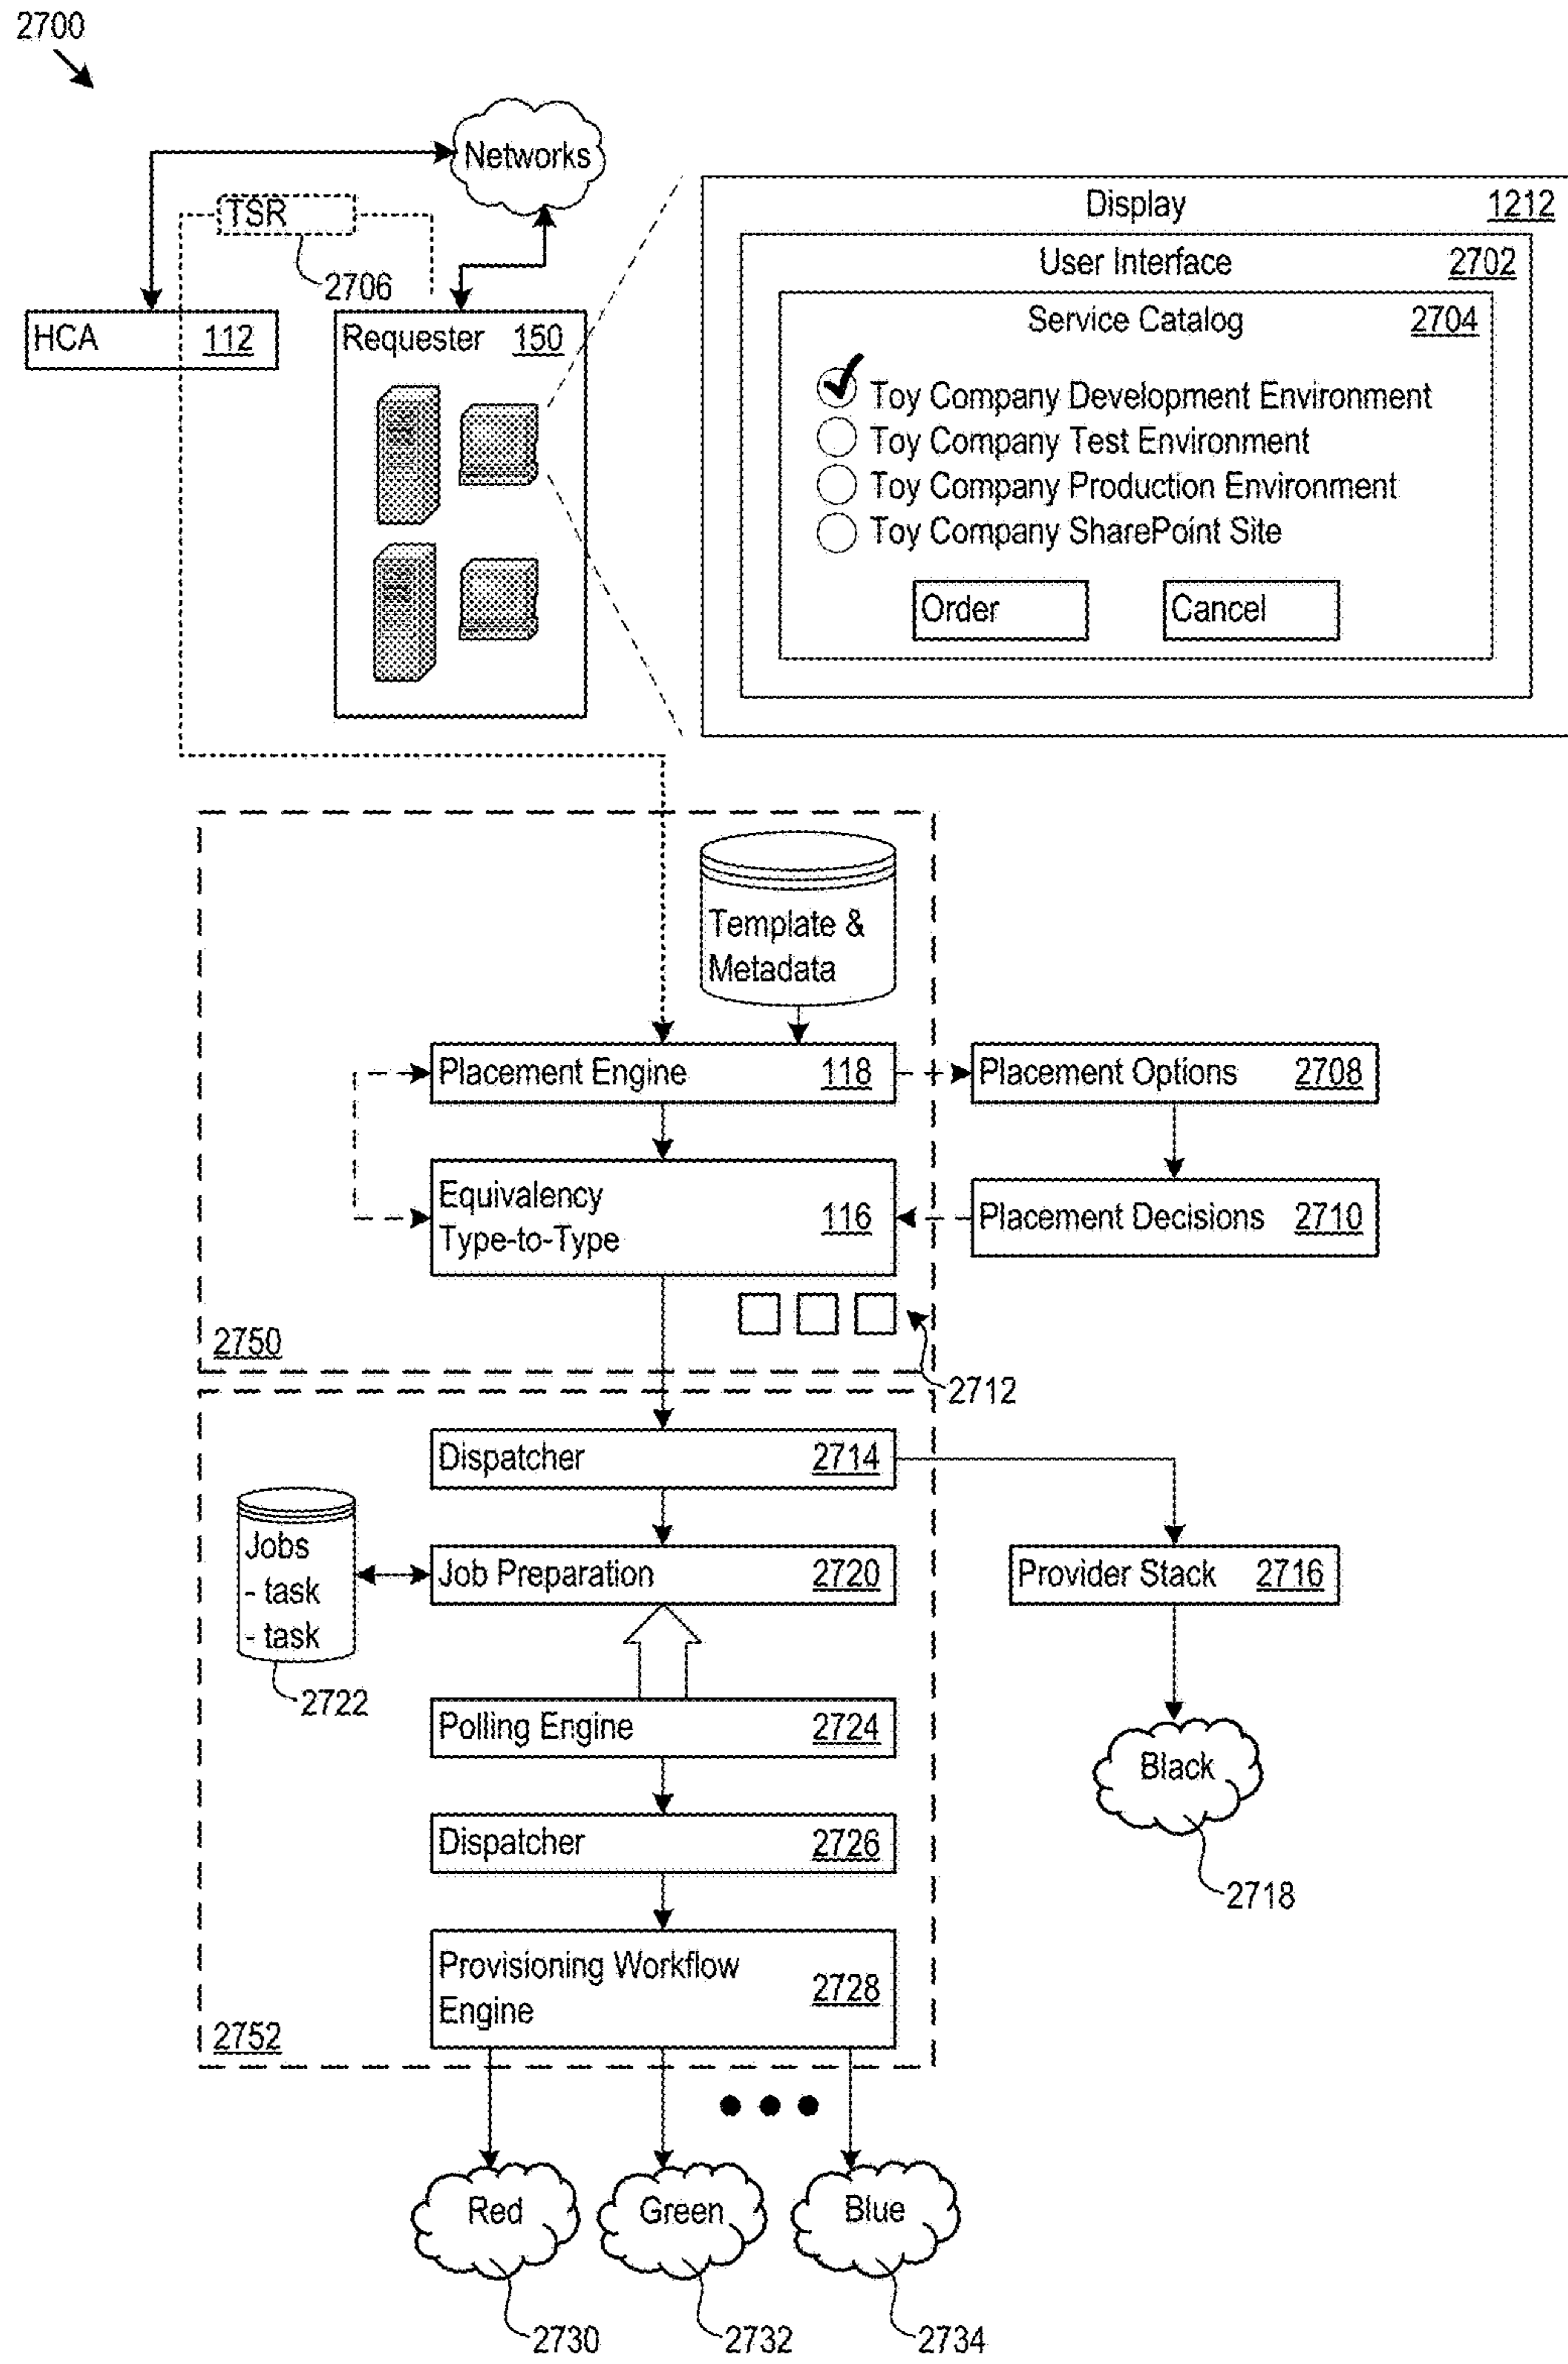 2700
Networks
TSR
2706
HCA 112
Requester 150
Display 1212
User Interface 2702
Service Catalog 2704
Toy Company Development Environment
Toy Company Test Environment
Toy Company Production Environment
Toy Company SharePoint Site
Order
Cancel
Template &
Metadata
Placement Engine 118
Placement Options 2708
Equivalency
Type-to-Type
116
Placement Decisions 2710
2750
2712
Dispatcher 2714
Jobs
- task
- task
2722
Job Preparation 2720
Provider Stack 2716
Polling Engine 2724
Black
2718
Dispatcher 2726
Provisioning Workflow
Engine
2728
2752
Red
Green
Blue
2730
2732
2734